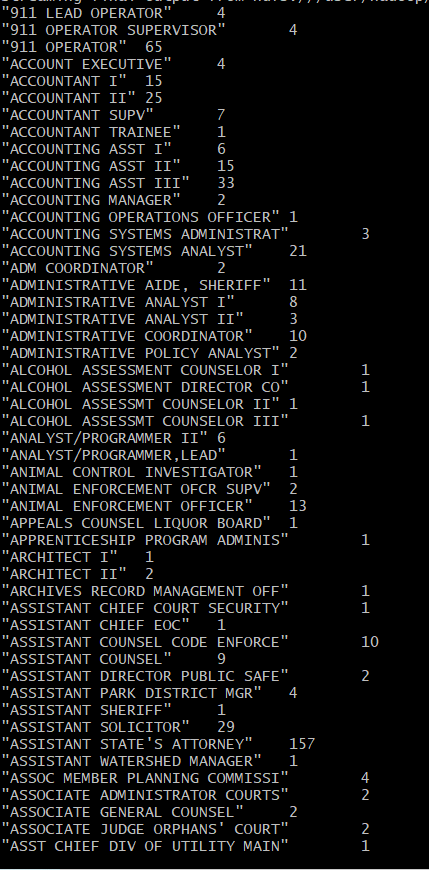 "911 LEAD OPERATOR" 4
"911 OPERATOR SUPERVISOR" 4
"911 OPERATOR" 65
"ACCOUNT EXECUTIVE" 4
"ACCOUNTANT I" 15
"ACCOUNTANT II" 25
"ACCOUNTANT SUPV" 7
"ACCOUNTANT TRAINEE" 1
"ACCOUNTING ASST I" 6
"ACCOUNTING ASST II" 15
"ACCOUNTING ASST III" 33
"ACCOUNTING MANAGER" 2
"ACCOUNTING OPERATIONS OFFICER" 1
"ACCOUNTING SYSTEMS ADMINISTRAT" 3
"ACCOUNTING SYSTEMS ANALYST" 21
"ADM COORDINATOR" 2
"ADMINISTRATIVE AIDE, SHERIFF" 11
"ADMINISTRATIVE ANALYST I" 8
"ADMINISTRATIVE ANALYST II" 3
"ADMINISTRATIVE COORDINATOR" 10
"ADMINISTRATIVE POLICY ANALYST" 2
"ALCOHOL ASSESSMENT COUNSELOR I" 1
"ALCOHOL ASSESSMENT DIRECTOR CO" 1
"ALCOHOL ASSESSMT COUNSELOR II" 1
"ALCOHOL ASSESSMT COUNSELOR III" 1
"ANALYST/PROGRAMMER II" 6
"ANALYST/PROGRAMMER,LEAD" 1
"ANIMAL CONTROL INVESTIGATOR" 1
"ANIMAL ENFORCEMENT OFCR SUPV" 2
"ANIMAL ENFORCEMENT OFFICER" 13
"APPEALS COUNSEL LIQUOR BOARD" 1
"APPRENTICESHIP PROGRAM ADMINIS" 1
"ARCHITECT I" 1
"ARCHITECT II" 2
"ARCHIVES RECORD MANAGEMENT OFF" 1
"ASSISTANT CHIEF COURT SECURITY" 1
"ASSISTANT CHIEF EOC" 1
"ASSISTANT COUNSEL CODE ENFORCE" 10
"ASSISTANT COUNSEL" 9
"ASSISTANT DIRECTOR PUBLIC SAFE" 2
"ASSISTANT PARK DISTRICT MGR" 4
"ASSISTANT SHERIFF" 1
"ASSISTANT SOLICITOR" 29
"ASSISTANT STATE'S ATTORNEY" 157
"ASSISTANT WATERSHED MANAGER" 1
"ASSOC MEMBER PLANNING COMMISSI" 4
"ASSOCIATE ADMINISTRATOR COURTS" 2
"ASSOCIATE GENERAL COUNSEL" 2
"ASSOCIATE JUDGE ORPHANS' COURT" 2
"ASST CHIEF DIV OF UTILITY MAIN" 1